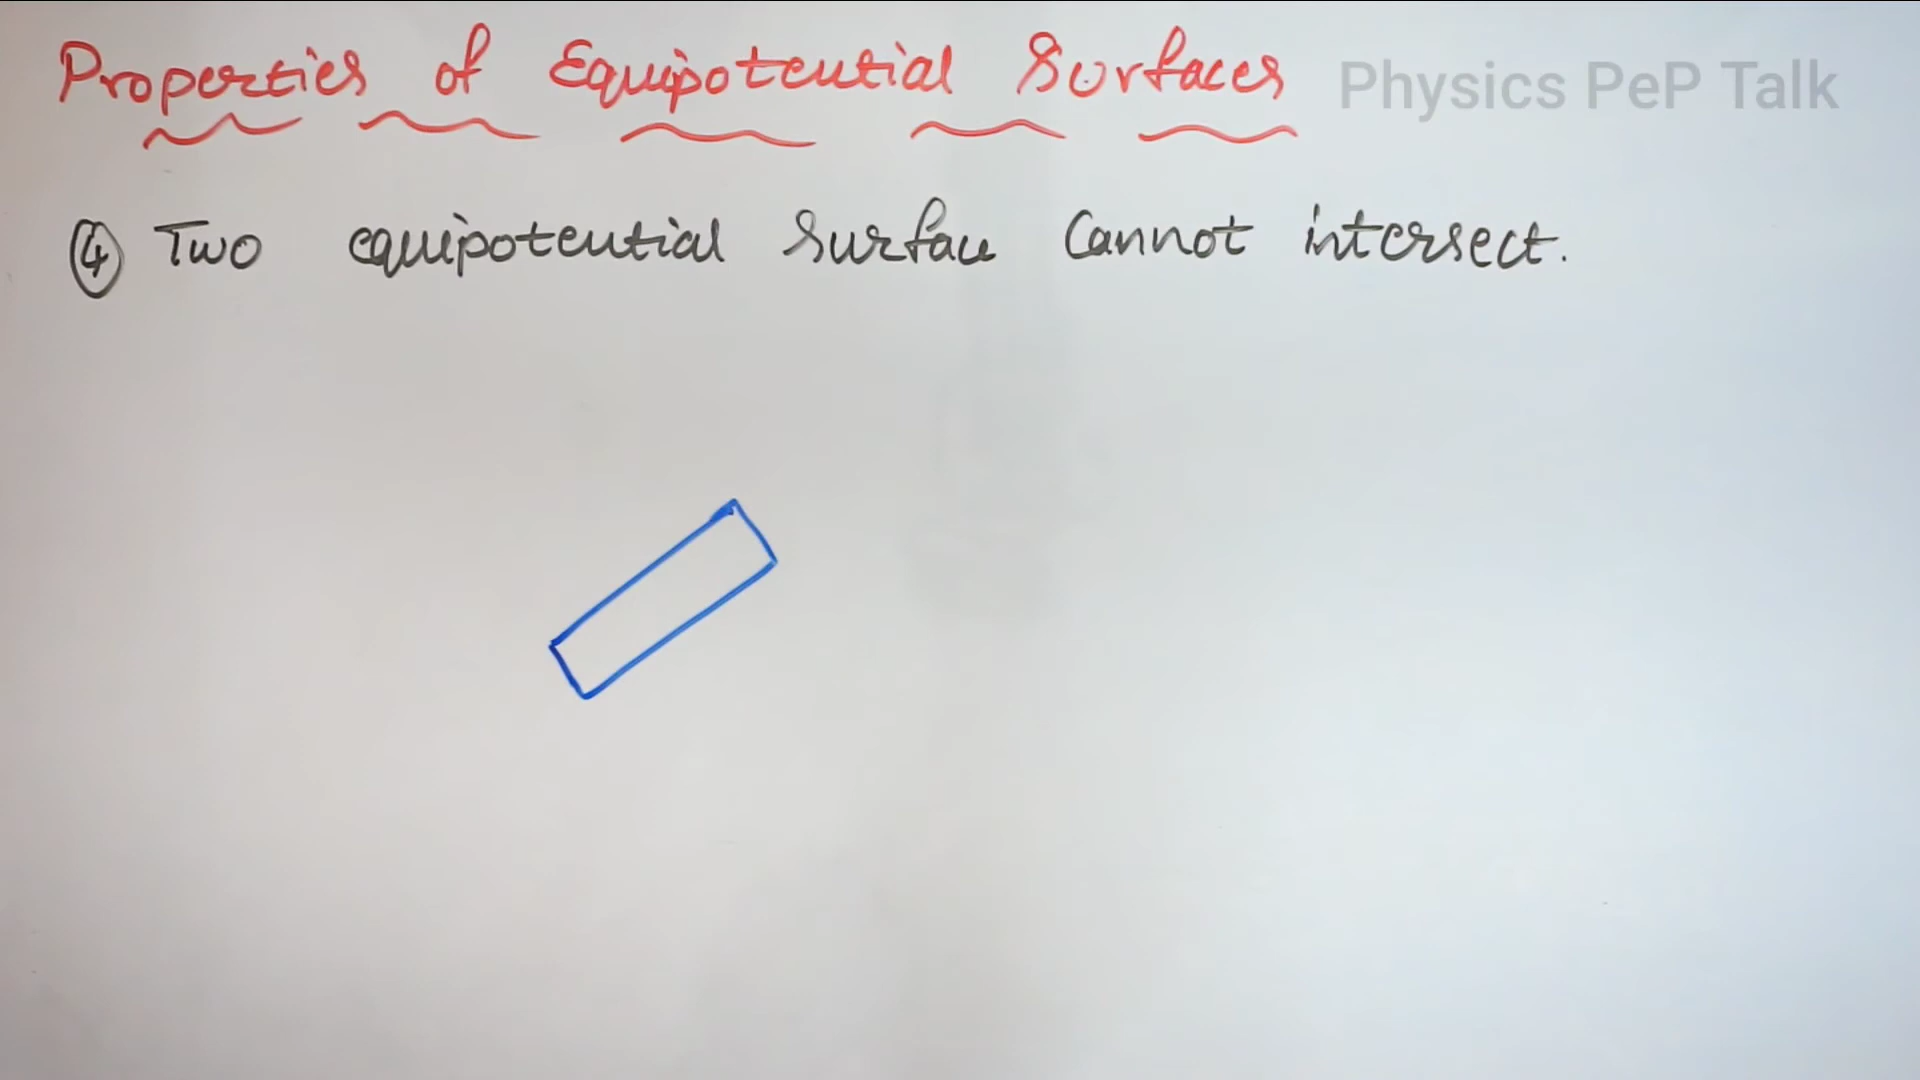 Properties of Equipotential Surfaces
Physics PeP Talk
④ Two equipotential surface cannot intersect.